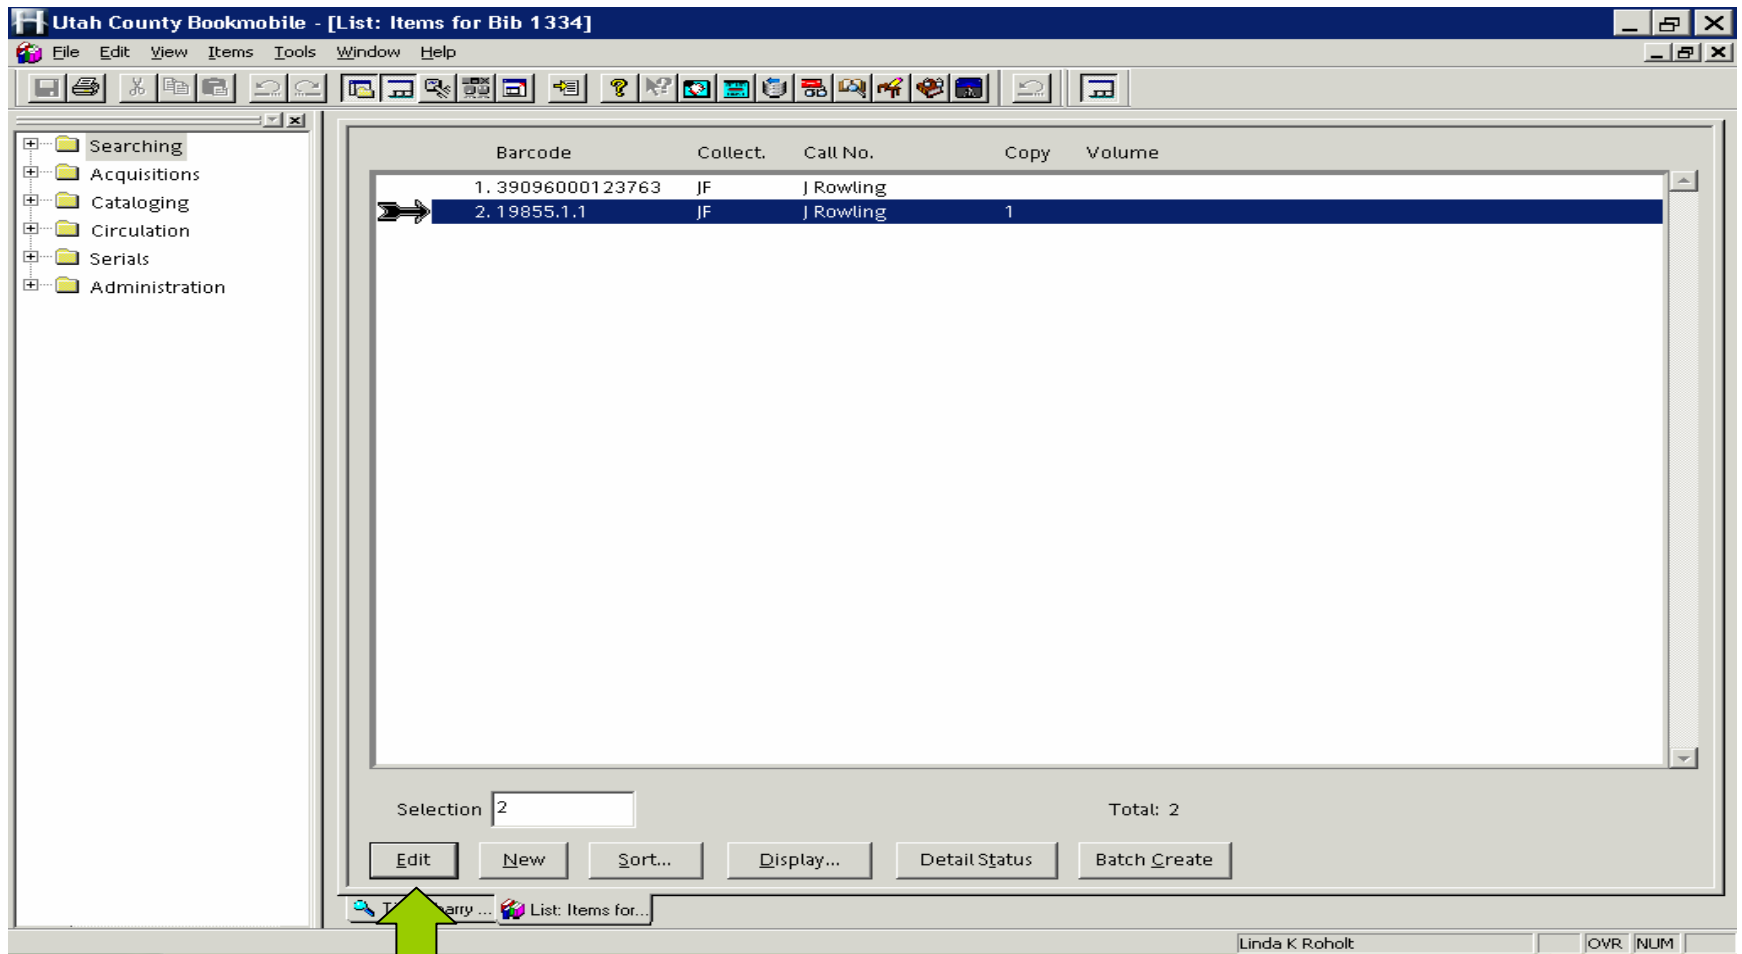 Utah County Bookmobile - [List: Items for Bib 1334]
File Edit View Items Tools Window Help
Searching
Acquisitions
Cataloging
Circulation
Serials
Administration
Barcode Collect. Call No. Copy Volume
1. 39096000123763 JF J Rowling
2. 19855.1.1 JF J Rowling 1
Selection 2 Total: 2
Edit New Sort... Display... Detail Status Batch Create
... List: Items for...
Linda K Roholt OVR NUM